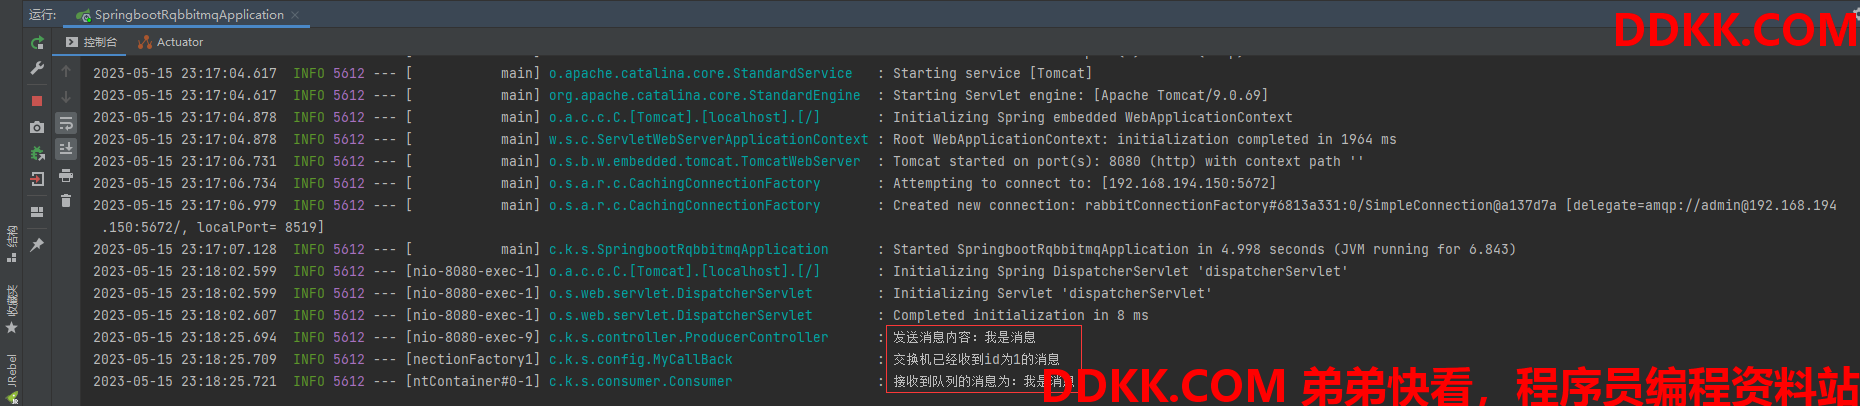 运行: SpringbootRqbbitmqApplication
DDKK.COM
控制台 Actuator
2023-05-15 23:17:04.617  INFO 5612 --- [           main] o.apache.catalina.core.StandardService   : Starting service [Tomcat]
2023-05-15 23:17:04.617  INFO 5612 --- [           main] org.apache.catalina.core.StandardEngine  : Starting Servlet engine: [Apache Tomcat/9.0.69]
2023-05-15 23:17:04.878  INFO 5612 --- [           main] o.a.c.c.C.[Tomcat].[localhost].[/]       : Initializing Spring embedded WebApplicationContext
2023-05-15 23:17:04.878  INFO 5612 --- [           main] w.s.c.ServletWebServerApplicationContext : Root WebApplicationContext: initialization completed in 1964 ms
2023-05-15 23:17:06.731  INFO 5612 --- [           main] o.s.b.w.embedded.tomcat.TomcatWebServer  : Tomcat started on port(s): 8080 (http) with context path ''
2023-05-15 23:17:06.734  INFO 5612 --- [           main] o.s.a.r.c.CachingConnectionFactory       : Attempting to connect to: [192.168.194.150:5672]
2023-05-15 23:17:06.979  INFO 5612 --- [           main] o.s.a.r.c.CachingConnectionFactory       : Created new connection: rabbitConnectionFactory#6813a331:0/SimpleConnection@a137d7a [delegate=amqp://admin@192.168.194
.150:5672/, localPort= 8519]
2023-05-15 23:17:07.128  INFO 5612 --- [           main] c.k.s.SpringbootRqbbitmqApplication      : Started SpringbootRqbbitmqApplication in 4.998 seconds (JVM running for 6.843)
2023-05-15 23:18:02.599  INFO 5612 --- [nio-8080-exec-1] o.a.c.c.C.[Tomcat].[localhost].[/]       : Initializing Spring DispatcherServlet 'dispatcherServlet'
2023-05-15 23:18:02.599  INFO 5612 --- [nio-8080-exec-1] o.s.web.servlet.DispatcherServlet        : Initializing Servlet 'dispatcherServlet'
2023-05-15 23:18:02.607  INFO 5612 --- [nio-8080-exec-1] o.s.web.servlet.DispatcherServlet        : Completed initialization in 8 ms
2023-05-15 23:18:25.694  INFO 5612 --- [nio-8080-exec-9] c.k.s.controller.ProducerController      : 发送消息内容: 我是消息
2023-05-15 23:18:25.709  INFO 5612 --- [nectionFactory1] c.k.s.config.MyCallBack                  : 交换机已经收到id为1的消息
2023-05-15 23:18:25.721  INFO 5612 --- [ntContainer#0-1] c.k.s.consumer.Consumer                  : 接收到队列的消息为: 我是消息
DDKK.COM 弟弟快看，程序员编程资料站
结构
收藏夹
JRebel